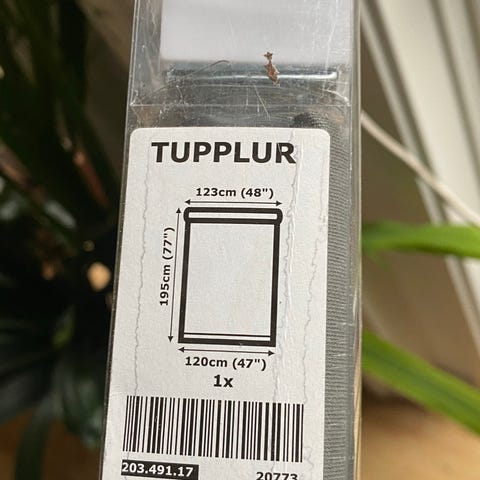 TUPPLUR
123cm (48")
195cm (77")
120cm (47")
1x
203.491.17
20773